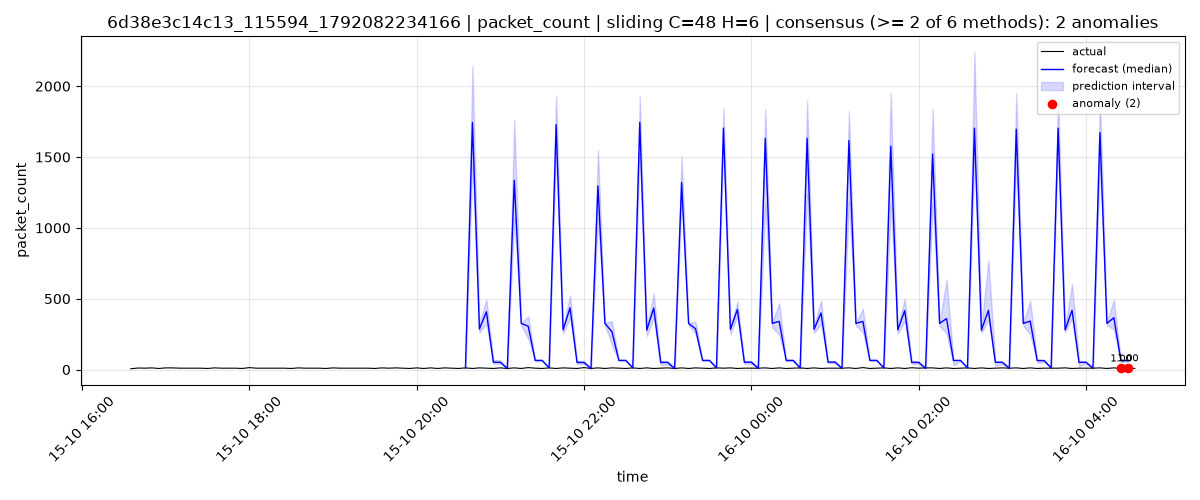 6d38e3c14c13_115594_1792082234166 | packet_count | sliding C=48 H=6 | consensus (>= 2 of 6 methods): 2 anomalies
actual
forecast (median)
prediction interval
anomaly (2)
packet_count
2000
1500
1000
500
0
15-10 16:00
15-10 18:00
15-10 20:00
15-10 22:00
16-10 00:00
16-10 02:00
16-10 04:00
time